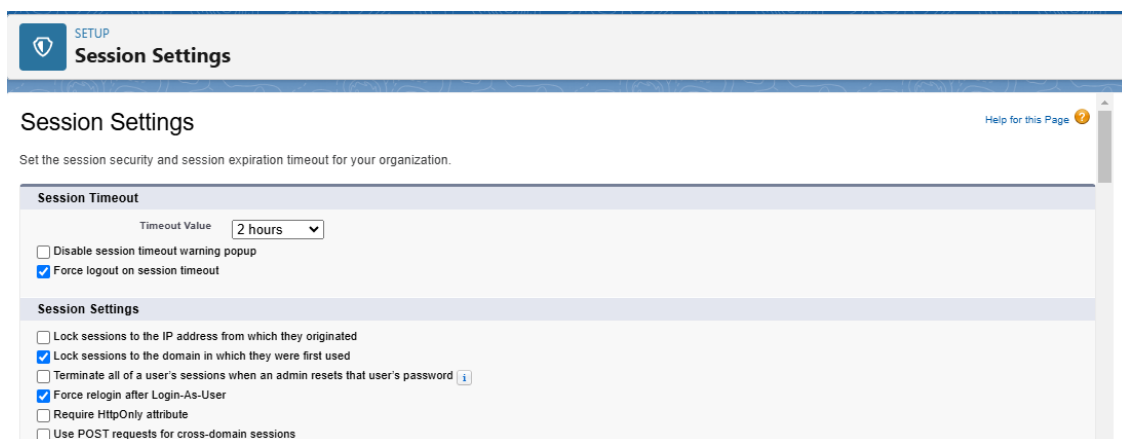 SETUP
Session Settings
Session Settings
Help for this Page
Set the session security and session expiration timeout for your organization.
Session Timeout
Timeout Value 2 hours
Disable session timeout warning popup
Force logout on session timeout
Session Settings
Lock sessions to the IP address from which they originated
Lock sessions to the domain in which they were first used
Terminate all of a user's sessions when an admin resets that user's password i
Force relogin after Login-As-User
Require HttpOnly attribute
Use POST requests for cross-domain sessions